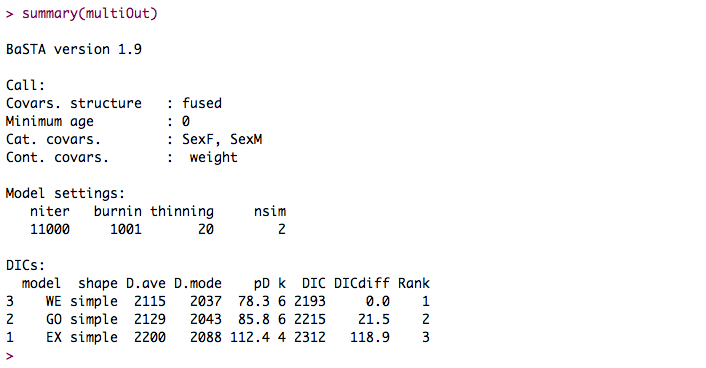 > summary(multiOut)
BaSTA version 1.9
Call:
Covars. structure   : fused
Minimum age         : 0
Cat. covars.        : SexF, SexM
Cont. covars.       :  weight
Model settings:
   niter   burnin thinning     nsim
   11000     1001       20        2
DICs:
  model  shape D.ave D.mode    pD k  DIC DICdiff Rank
3    WE simple  2115   2037  78.3 6 2193     0.0    1
2    GO simple  2129   2043  85.8 6 2215    21.5    2
1    EX simple  2200   2088 112.4 4 2312   118.9    3
>